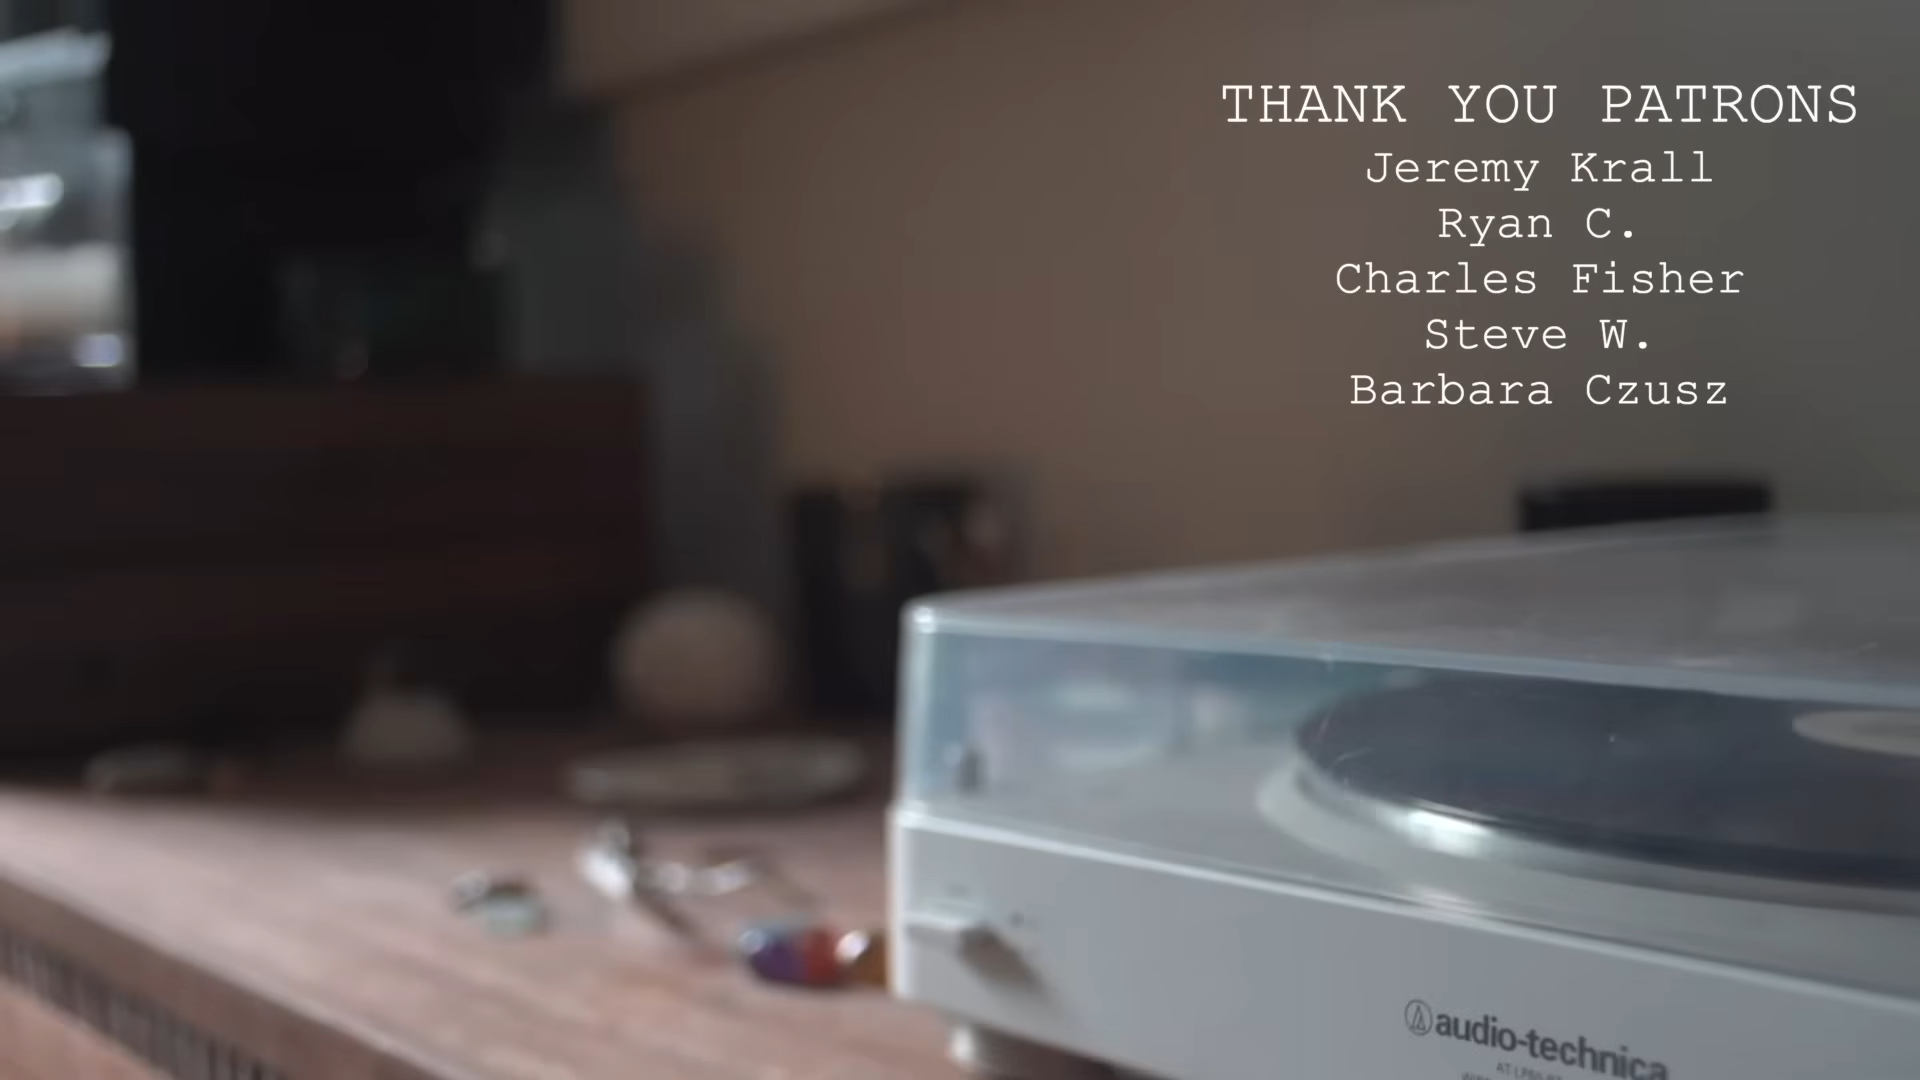 THANK YOU PATRONS
Jeremy Krall
Ryan C.
Charles Fisher
Steve W.
Barbara Czusz
audio-technica